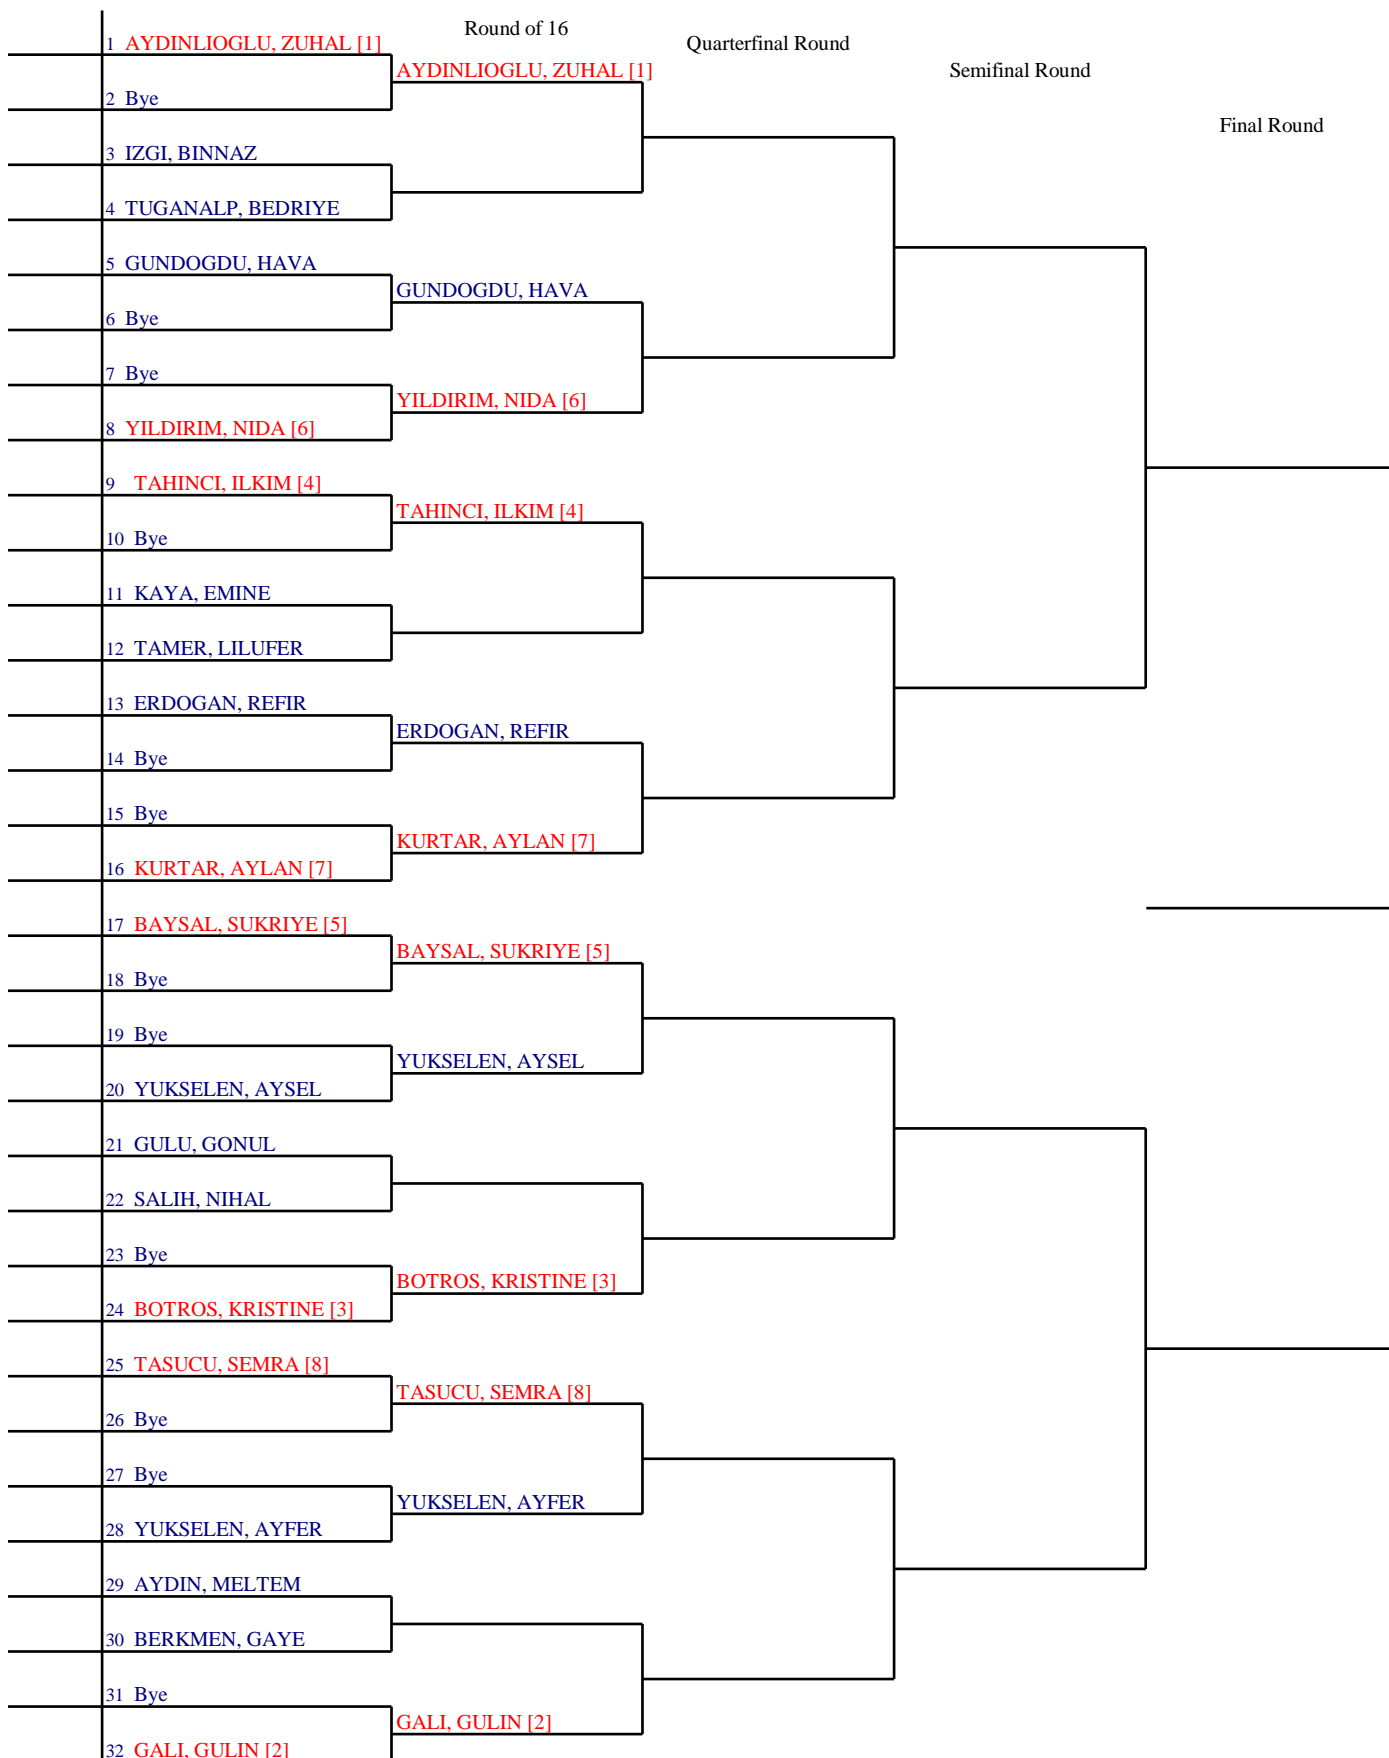 Round of 16
Quarterfinal Round
Semifinal Round
Final Round
1 AYDINLIOGLU, ZUHAL [1]
AYDINLIOGLU, ZUHAL [1]
2 Bye
3 IZGI, BINNAZ
4 TUGANALP, BEDRIYE
5 GUNDOGDU, HAVA
GUNDOGDU, HAVA
6 Bye
7 Bye
YILDIRIM, NIDA [6]
8 YILDIRIM, NIDA [6]
9 TAHINCI, ILKIM [4]
TAHINCI, ILKIM [4]
10 Bye
11 KAYA, EMINE
12 TAMER, LILUFER
13 ERDOGAN, REFIR
ERDOGAN, REFIR
14 Bye
15 Bye
KURTAR, AYLAN [7]
16 KURTAR, AYLAN [7]
17 BAYSAL, SUKRIYE [5]
BAYSAL, SUKRIYE [5]
18 Bye
19 Bye
YUKSELEN, AYSEL
20 YUKSELEN, AYSEL
21 GULU, GONUL
22 SALIH, NIHAL
23 Bye
BOTROS, KRISTINE [3]
24 BOTROS, KRISTINE [3]
25 TASUCU, SEMRA [8]
TASUCU, SEMRA [8]
26 Bye
27 Bye
YUKSELEN, AYFER
28 YUKSELEN, AYFER
29 AYDIN, MELTEM
30 BERKMEN, GAYE
31 Bye
GALI, GULIN [2]
32 GALI, GULIN [2]